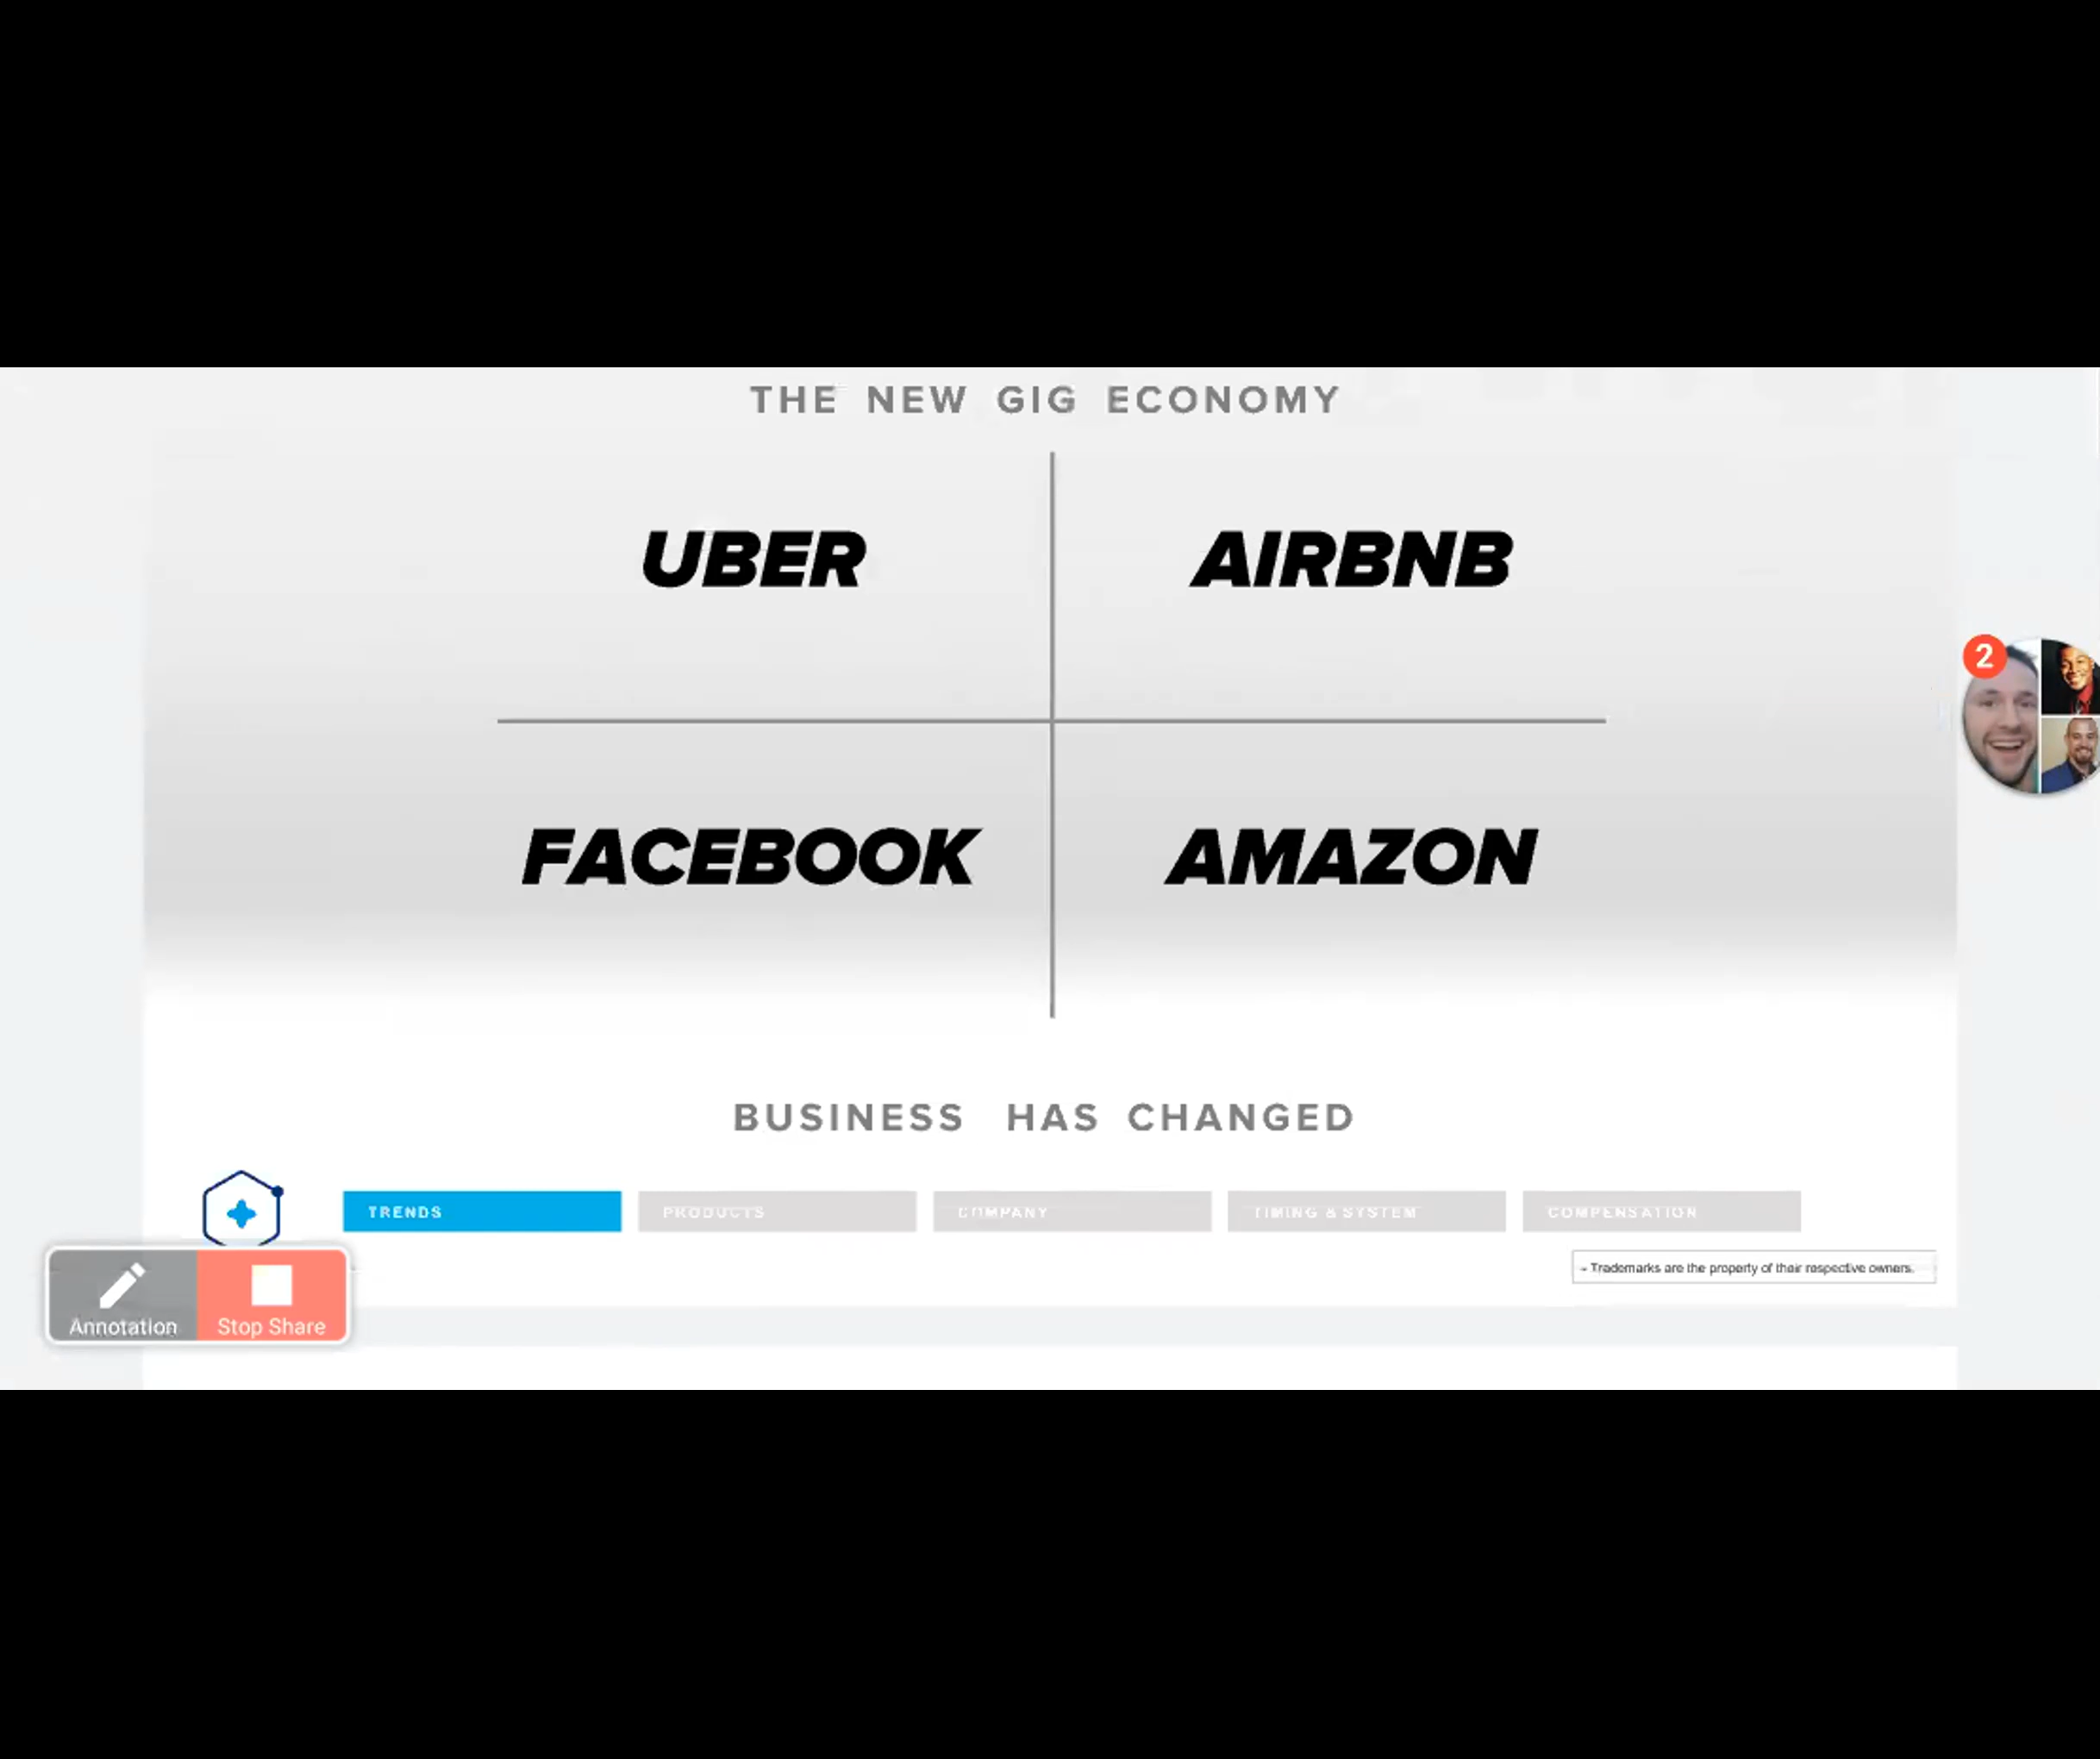 THE NEW GIG ECONOMY
UBER
AIRBNB
2
FACEBOOK
AMAZON
BUSINESS HAS CHANGED
TRENDS
PRODUCTS
COMPANY
TIMING & SYSTEM
COMPENSATION
- Trademarks are the property of their respective owners.
Annotation
Stop Share